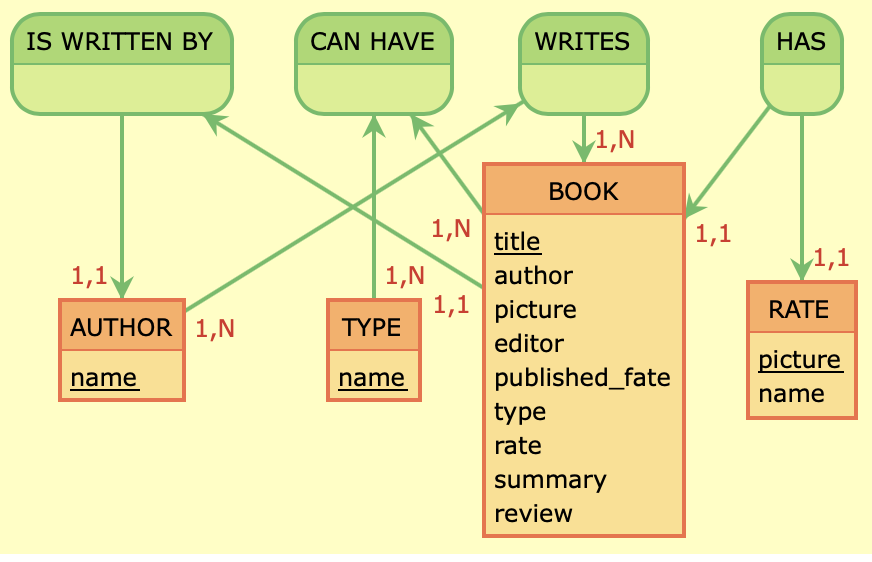 IS WRITTEN BY
CAN HAVE
WRITES
HAS
1,N
BOOK
1,N
1,1
title
1,1
1,N
1,1
author
1,1
picture
RATE
AUTHOR
1,N
TYPE
editor
name
name
published_fate
picture
type
name
rate
summary
review